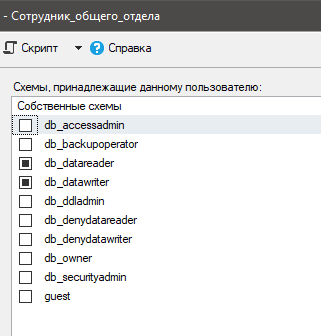 - Сотрудник_общего_отдела
Скрипт Справка
Схемы, принадлежащие данному пользователю:
Собственные схемы
db_accessadmin
db_backupoperator
db_datareader
db_datawriter
db_ddladmin
db_denydatareader
db_denydatawriter
db_owner
db_securityadmin
guest